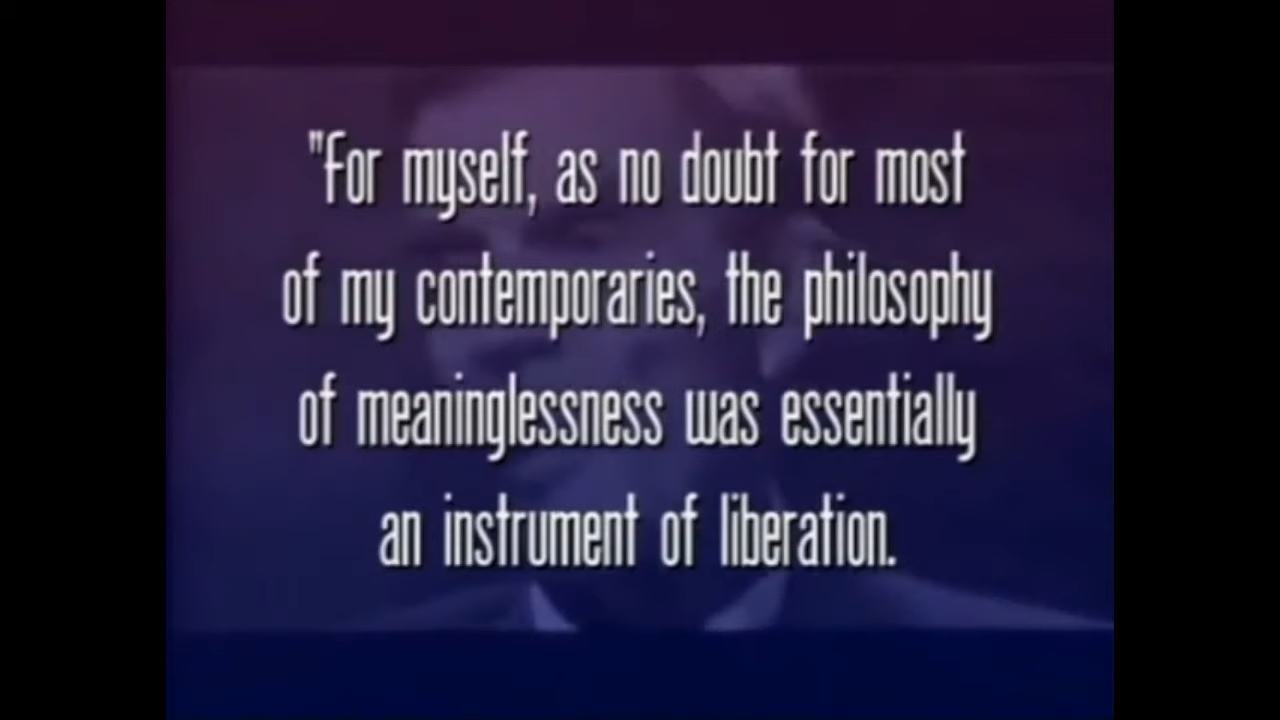 "For myself, as no doubt for most
of my contemporaries, the philosophy
of meaninglessness was essentially
an instrument of liberation.